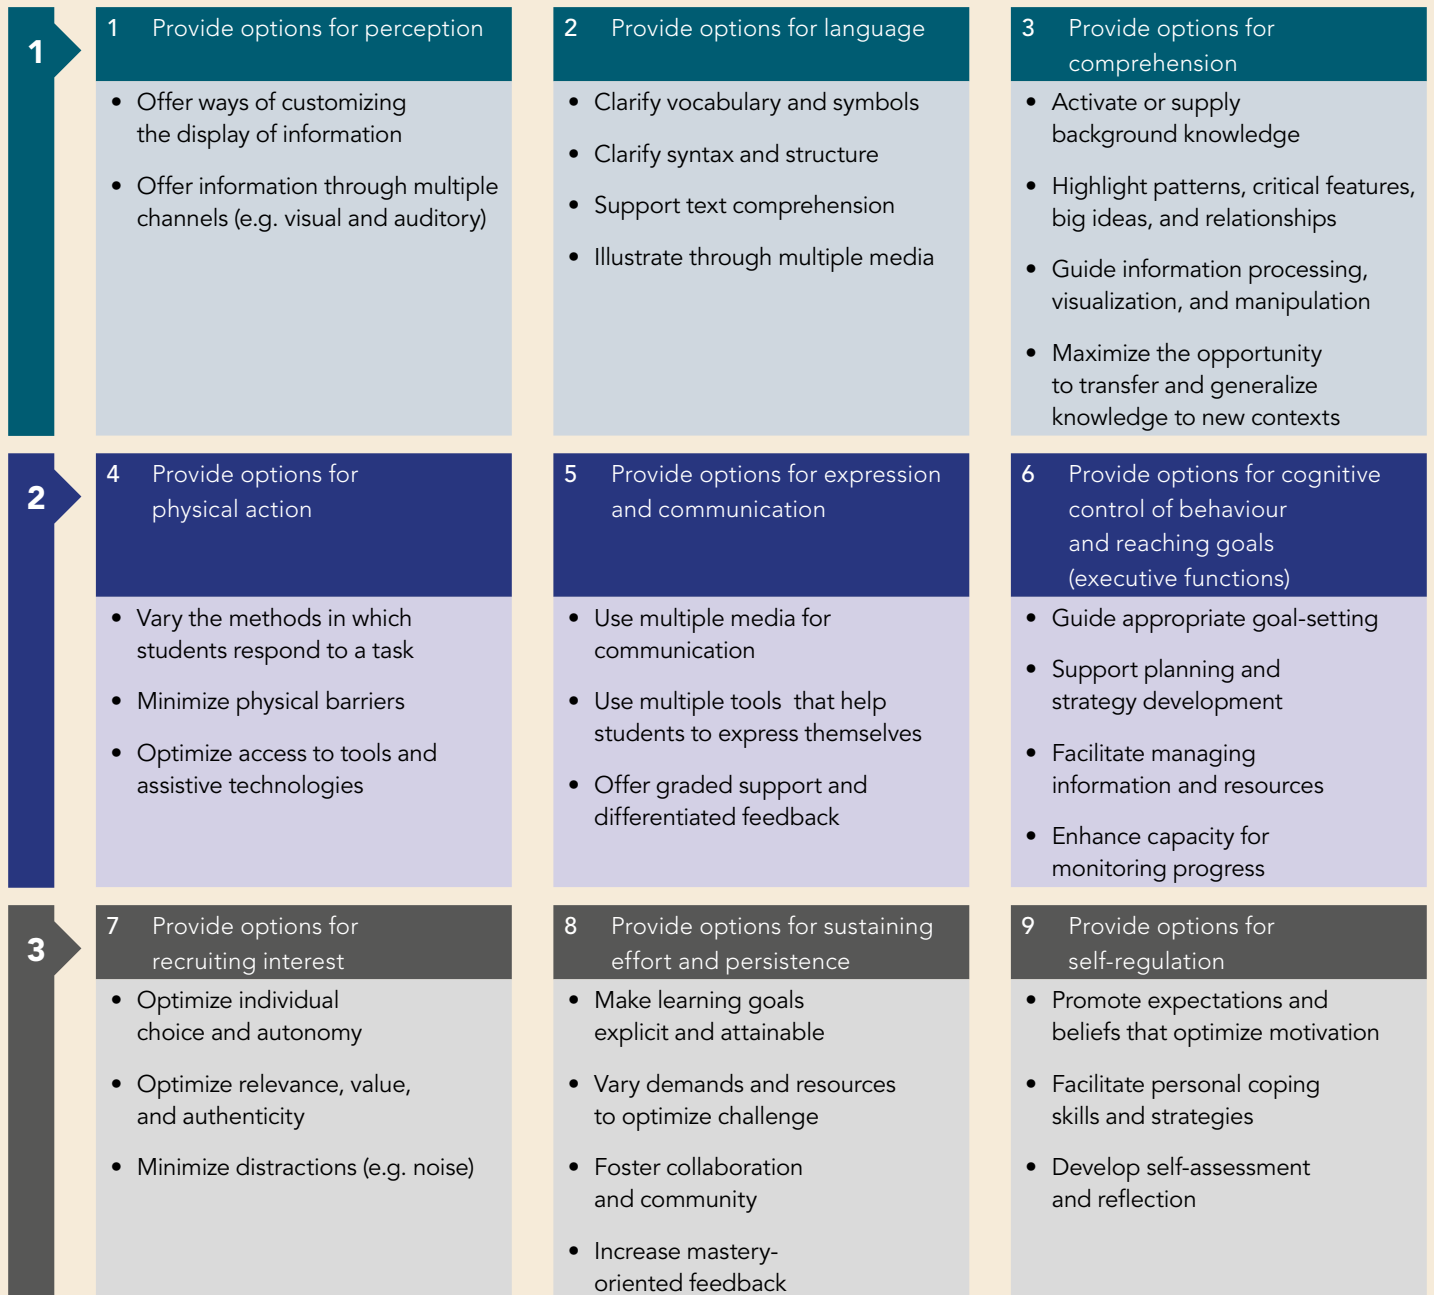 1
1 Provide options for perception
• Offer ways of customizing
the display of information
• Offer information through multiple
channels (e.g. visual and auditory)
2 Provide options for language
• Clarify vocabulary and symbols
• Clarify syntax and structure
• Support text comprehension
• Illustrate through multiple media
3 Provide options for
comprehension
• Activate or supply
background knowledge
• Highlight patterns, critical features,
big ideas, and relationships
• Guide information processing,
visualization, and manipulation
• Maximize the opportunity
to transfer and generalize
knowledge to new contexts
2
4 Provide options for
physical action
• Vary the methods in which
students respond to a task
• Minimize physical barriers
• Optimize access to tools and
assistive technologies
5 Provide options for expression
and communication
• Use multiple media for
communication
• Use multiple tools that help
students to express themselves
• Offer graded support and
differentiated feedback
6 Provide options for cognitive
control of behaviour
and reaching goals
(executive functions)
• Guide appropriate goal-setting
• Support planning and
strategy development
• Facilitate managing
information and resources
• Enhance capacity for
monitoring progress
3
7 Provide options for
recruiting interest
• Optimize individual
choice and autonomy
• Optimize relevance, value,
and authenticity
• Minimize distractions (e.g. noise)
8 Provide options for sustaining
effort and persistence
• Make learning goals
explicit and attainable
• Vary demands and resources
to optimize challenge
• Foster collaboration
and community
• Increase mastery-
oriented feedback
9 Provide options for
self-regulation
• Promote expectations and
beliefs that optimize motivation
• Facilitate personal coping
skills and strategies
• Develop self-assessment
and reflection